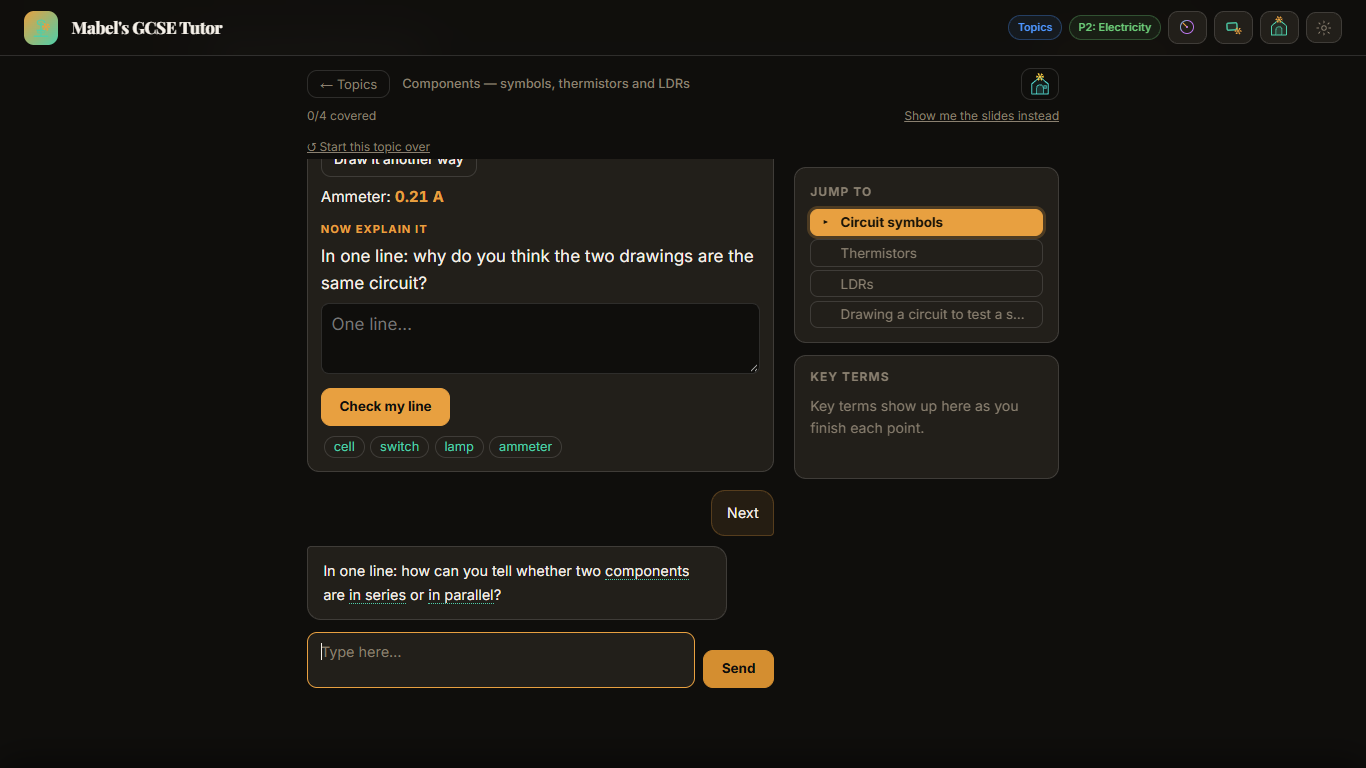 Mabel's GCSE Tutor
Topics
P2: Electricity
← Topics
Components — symbols, thermistors and LDRs
0/4 covered
Show me the slides instead
↺ Start this topic over
Draw it another way
Ammeter: 0.21 A
NOW EXPLAIN IT
In one line: why do you think the two drawings are the
same circuit?
One line...
Check my line
cell
switch
lamp
ammeter
Next
In one line: how can you tell whether two components
are in series or in parallel?
Type here...
Send
JUMP TO
Circuit symbols
Thermistors
LDRs
Drawing a circuit to test a s...
KEY TERMS
Key terms show up here as you
finish each point.